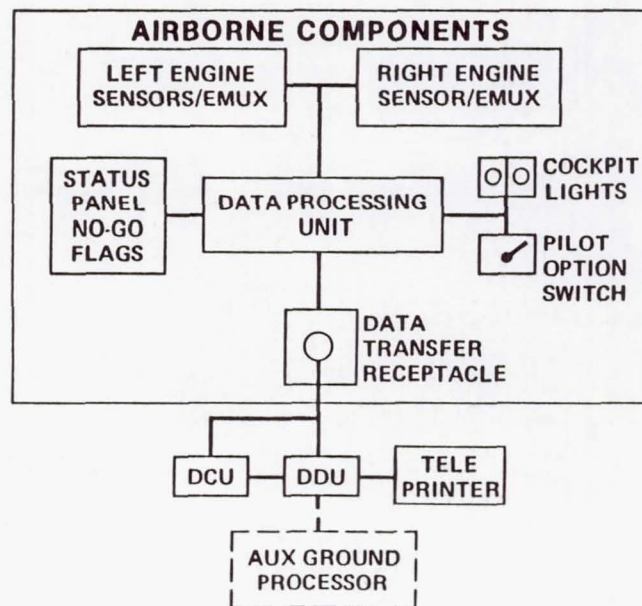 AIRBORNE COMPONENTS
LEFT ENGINE
SENSORS/EMUX
RIGHT ENGINE
SENSOR/EMUX
STATUS
PANEL
NO-GO
FLAGS
DATA PROCESSING
UNIT
COCKPIT
LIGHTS
PILOT
OPTION
SWITCH
DATA
TRANSFER
RECEPTACLE
DCU
DDU
TELE
PRINTER
AUX GROUND
PROCESSOR